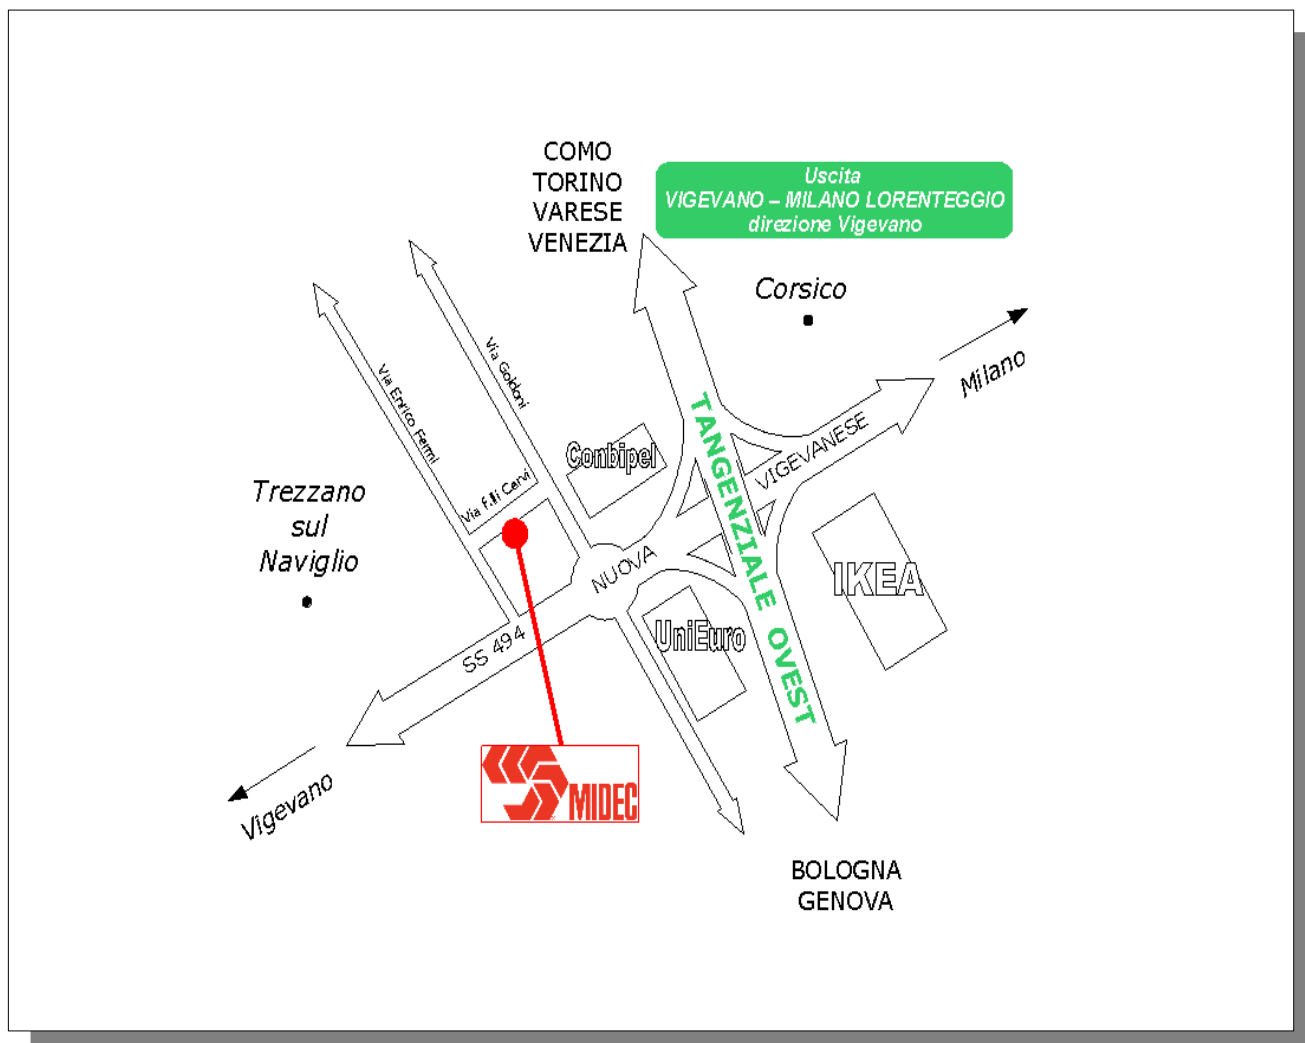 COMO
TORINO
VARESE
VENEZIA
Uscita
VIGEVANO – MILANO LORENTEGGIO
direzione Vigevano
Corsico
Milano
Via Goldoni
Via Enrico Fermi
Conbipel
VIGEVANESE
TANGENZIALE OVEST
Via f.lli Cervi
Trezzano
sul
Naviglio
NUOVA
IKEA
UniEuro
SS 494
MIDEC
Vigevano
BOLOGNA
GENOVA